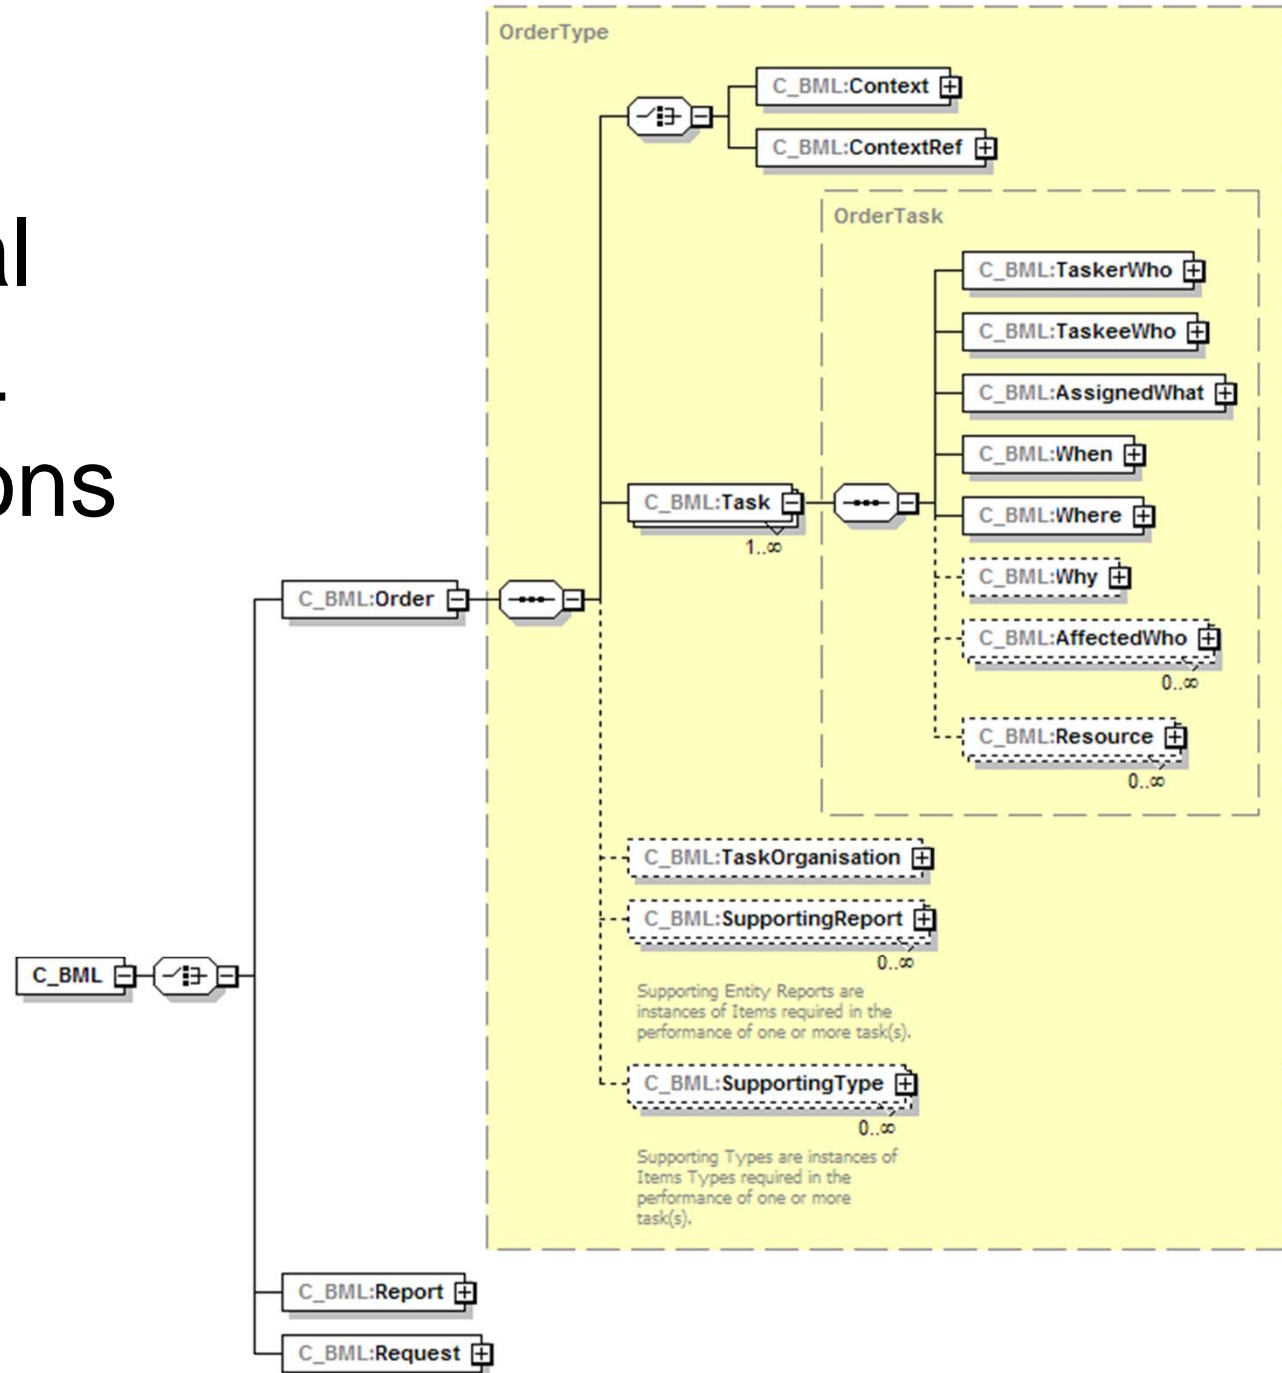 al
.
ons
OrderType
C_BML:Context
C_BML:ContextRef
OrderTask
C_BML:TaskerWho
C_BML:TaskeeWho
C_BML:AssignedWhat
C_BML:When
C_BML:Where
C_BML:Task
1..∞
C_BML:Why
C_BML:Order
C_BML:AffectedWho
0..∞
C_BML:Resource
0..∞
C_BML:TaskOrganisation
C_BML:SupportingReport
0..∞
C_BML
Supporting Entity Reports are
instances of Items required in the
performance of one or more task(s).
C_BML:SupportingType
0..∞
Supporting Types are instances of
Items Types required in the
performance of one or more
task(s).
C_BML:Report
C_BML:Request